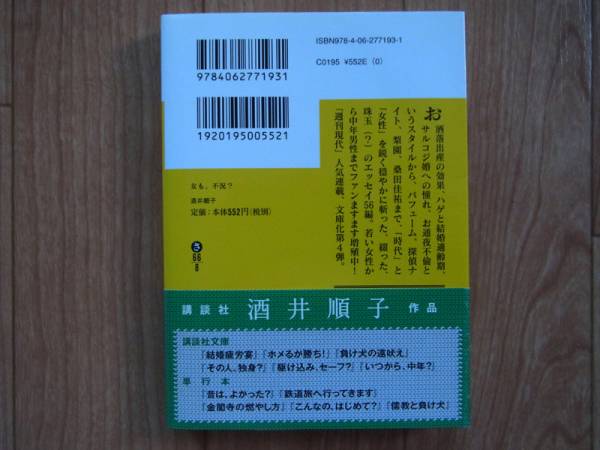 ISBN978-4-06-277193-1
C0195 ¥552E (0)
9784062771931
1920195005521
お洒落出産の効果、ハゲと結婚適齢期、
サルコジ婚への憧れ、お通夜不倫と
いうスタイルから、パフューム、探偵ナ
イト、梨園、桑田佳祐まで、「時代」と
「女性」を鋭く穏やかに斬った、綴った、
珠玉(?)のエッセイ56編。若い女性か
ら中年男性までファンますます増殖中!
「週刊現代」人気連載、文庫化第4弾。
女も、不況?
酒井順子
定価:本体552円(税別)
さ
66
8
講談社 酒井順子 作品
講談社文庫
『結婚疲労宴』『ホメるが勝ち!』『負け犬の遠吠え』
『その人、独身?』『駆け込み、セーフ?』『いつから、中年?』
単行本
『昔は、よかった?』『鉄道旅へ行ってきます』
『金閣寺の燃やし方』『こんなの、はじめて?』『儒教と負け犬』